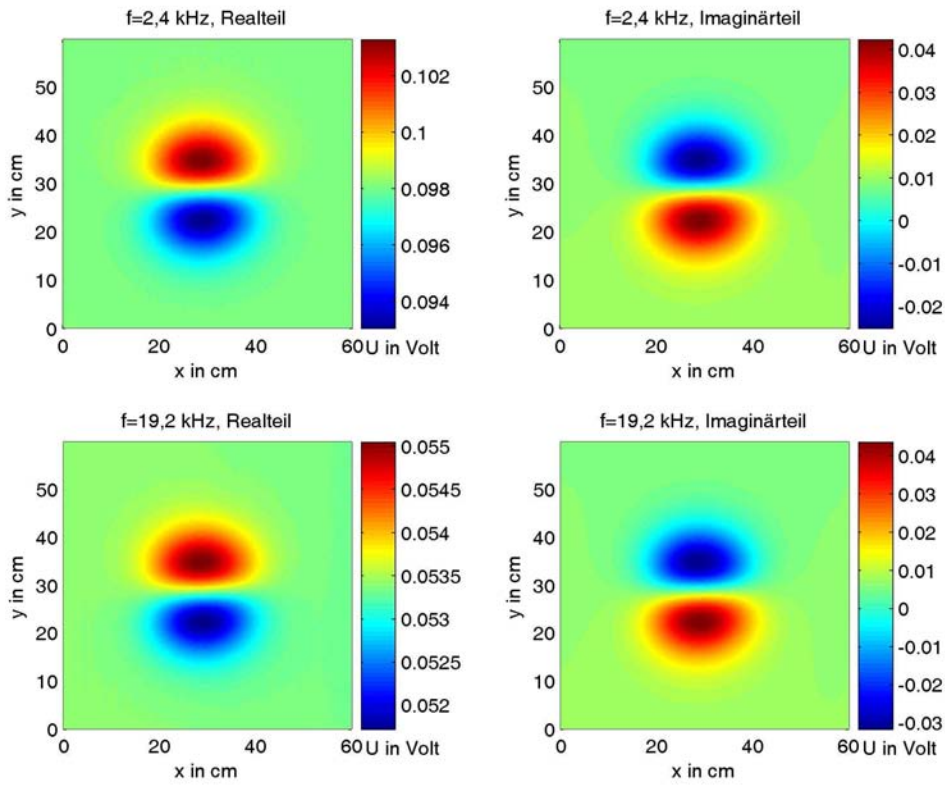 f=2,4 kHz, Realteil
y in cm
50
40
30
20
10
0
0 20 40 60
x in cm
0.102
0.1
0.098
0.096
0.094
U in Volt
f=2,4 kHz, Imaginärteil
y in cm
50
40
30
20
10
0
0 20 40 60
x in cm
0.04
0.03
0.02
0.01
0
-0.01
-0.02
U in Volt
f=19,2 kHz, Realteil
y in cm
50
40
30
20
10
0
0 20 40 60
x in cm
0.055
0.0545
0.054
0.0535
0.053
0.0525
0.052
U in Volt
f=19,2 kHz, Imaginärteil
y in cm
50
40
30
20
10
0
0 20 40 60
x in cm
0.04
0.03
0.02
0.01
0
-0.01
-0.02
-0.03
U in Volt